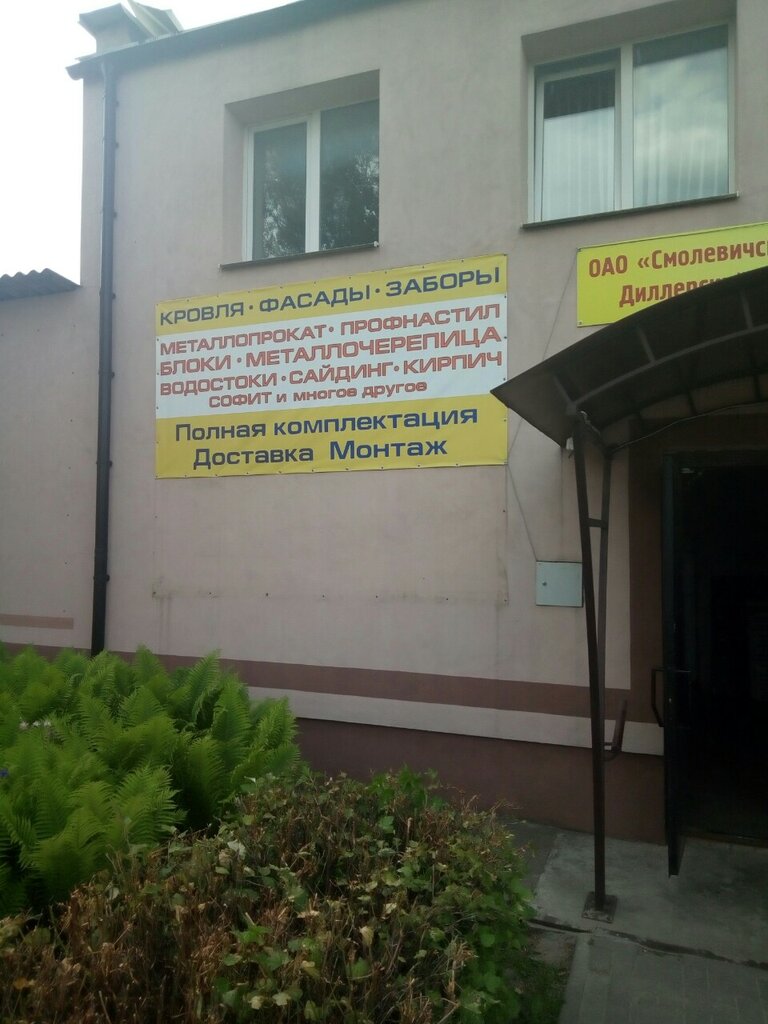 КРОВЛЯ · ФАСАДЫ · ЗАБОРЫ
МЕТАЛЛОПРОКАТ · ПРОФНАСТИЛ
БЛОКИ · МЕТАЛЛОЧЕРЕПИЦА
ВОДОСТОКИ · САЙДИНГ · КИРПИЧ
СОФИТ и многое другое
Полная комплектация
Доставка Монтаж
ОАО «Смолевичс